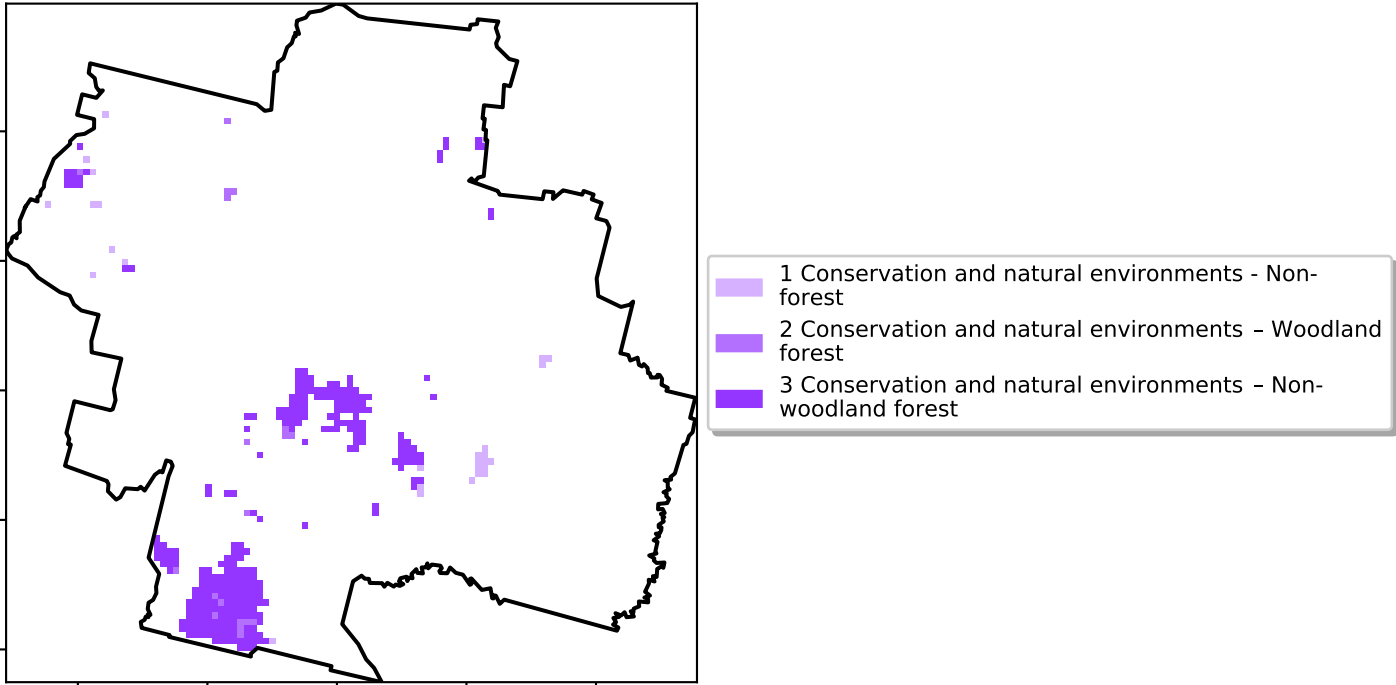 1 Conservation and natural environments - Non-
forest
2 Conservation and natural environments – Woodland
forest
3 Conservation and natural environments – Non-
woodland forest